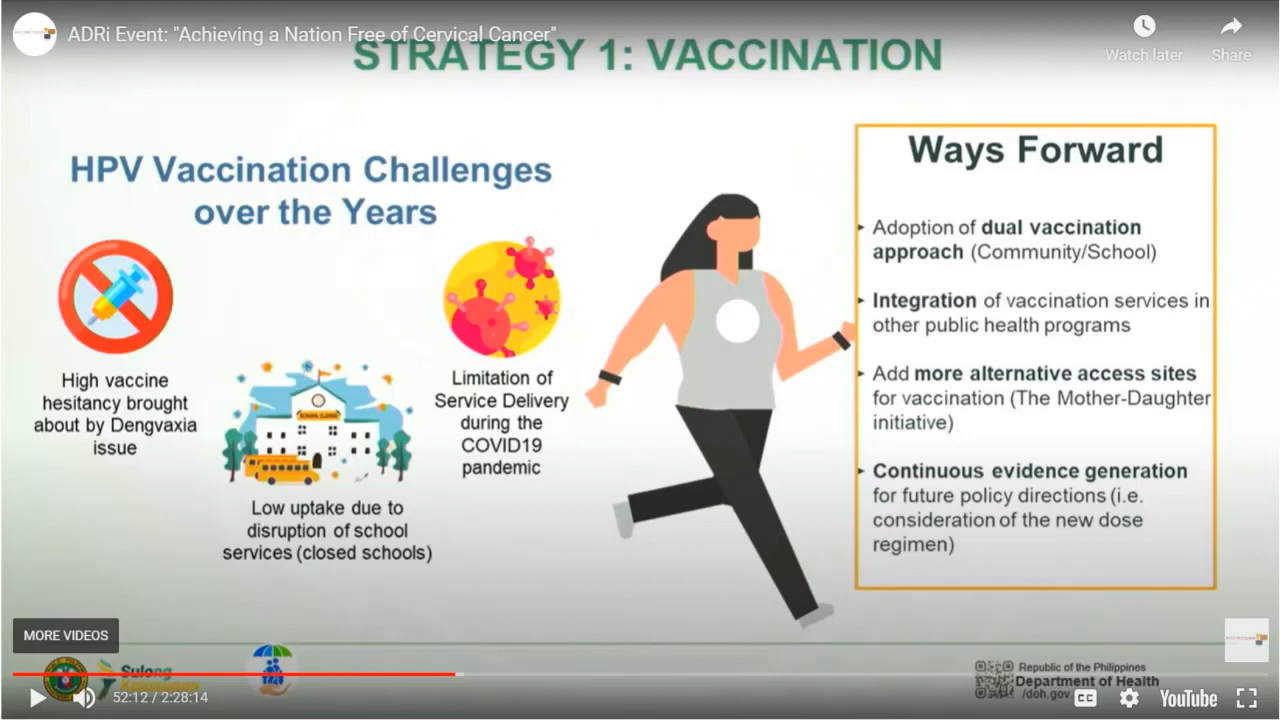 ADRi Event: "Achieving a Nation Free of Cervical Cancer"
Watch later
Share
STRATEGY 1: VACCINATION
HPV Vaccination Challenges
over the Years
High vaccine
hesitancy brought
about by Dengvaxia
issue
SCHOOL CLOSED
Low uptake due to
disruption of school
services (closed schools)
Limitation of
Service Delivery
during the
COVID19
pandemic
Ways Forward
Adoption of dual vaccination
approach (Community/School)
Integration of vaccination services in
other public health programs
Add more alternative access sites
for vaccination (The Mother-Daughter
initiative)
Continuous evidence generation
for future policy directions (i.e.
consideration of the new dose
regimen)
MORE VIDEOS
Sulong
Republic of the Philippines
Department of Health
/doh.gov.
52:12 / 2:28:14
CC
YouTube